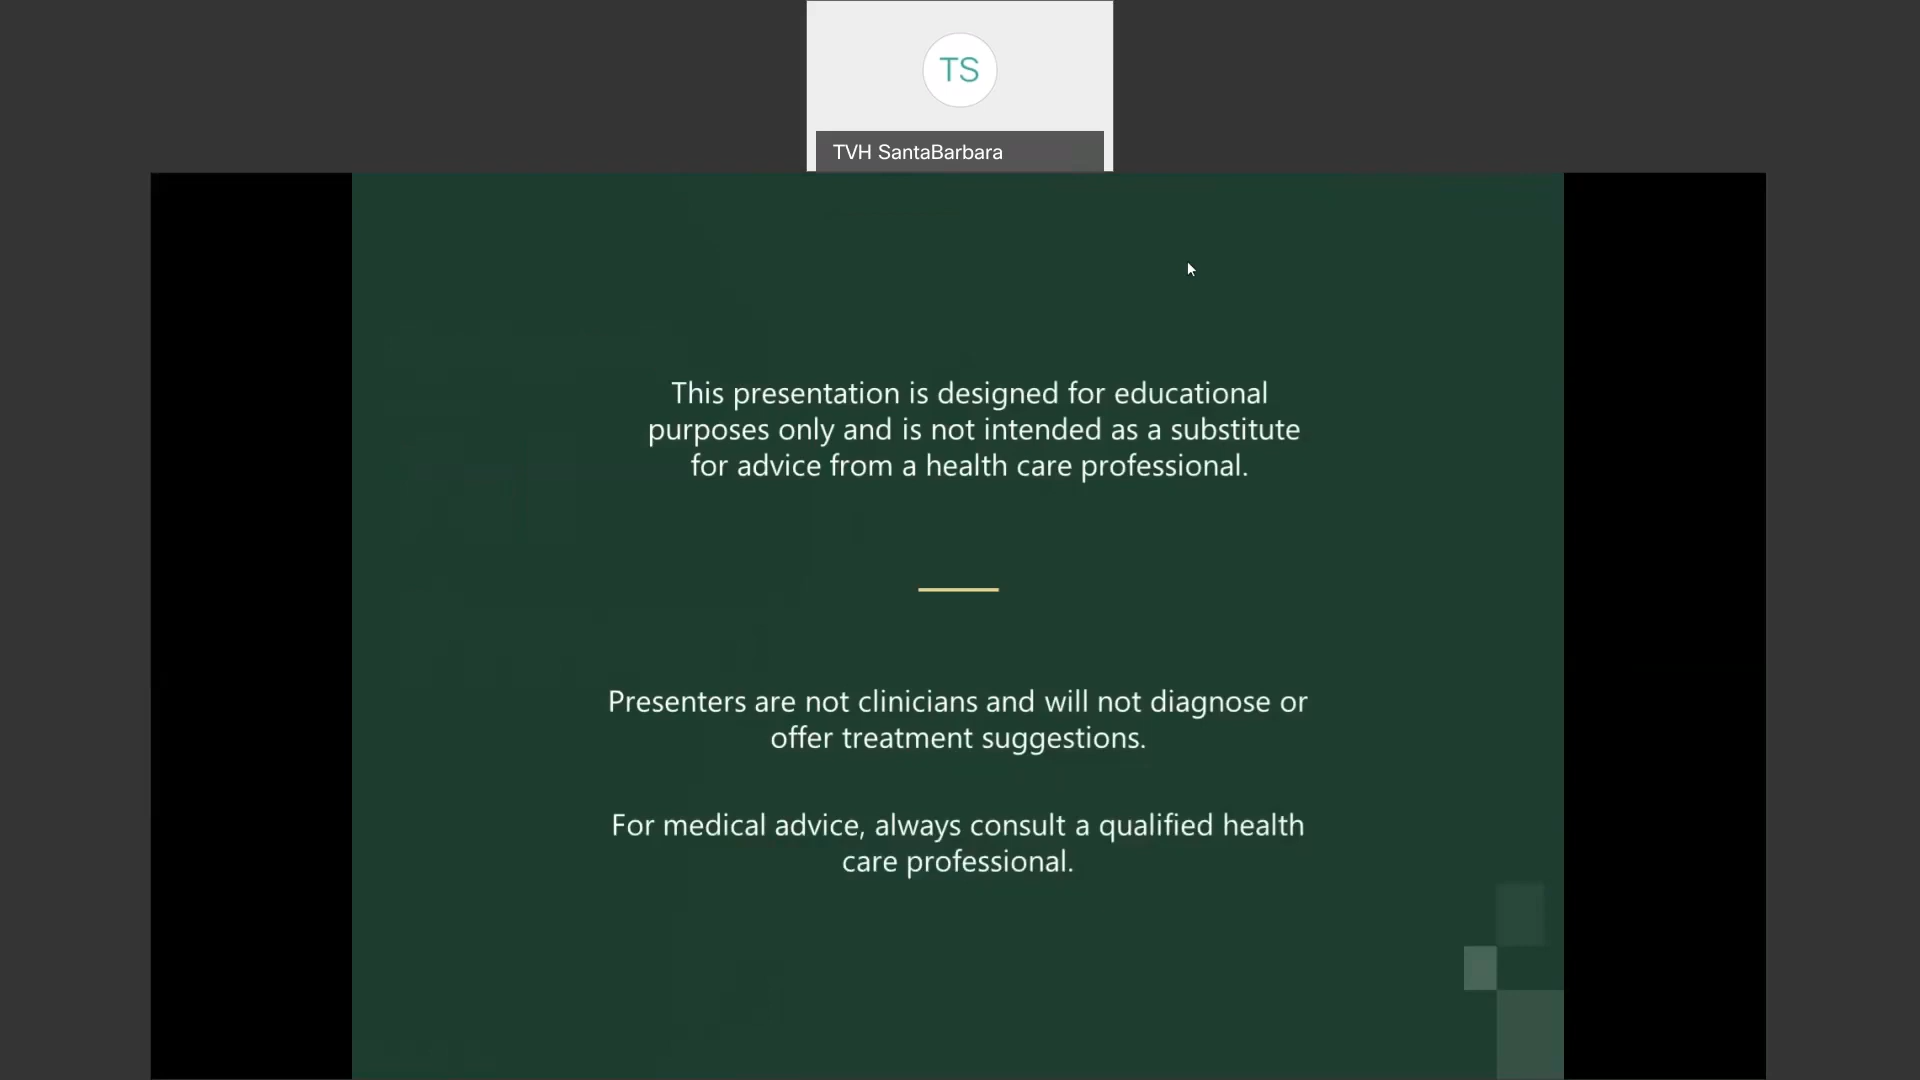 TS
TVH SantaBarbara
This presentation is designed for educational
purposes only and is not intended as a substitute
for advice from a health care professional.
Presenters are not clinicians and will not diagnose or
offer treatment suggestions.
For medical advice, always consult a qualified health
care professional.